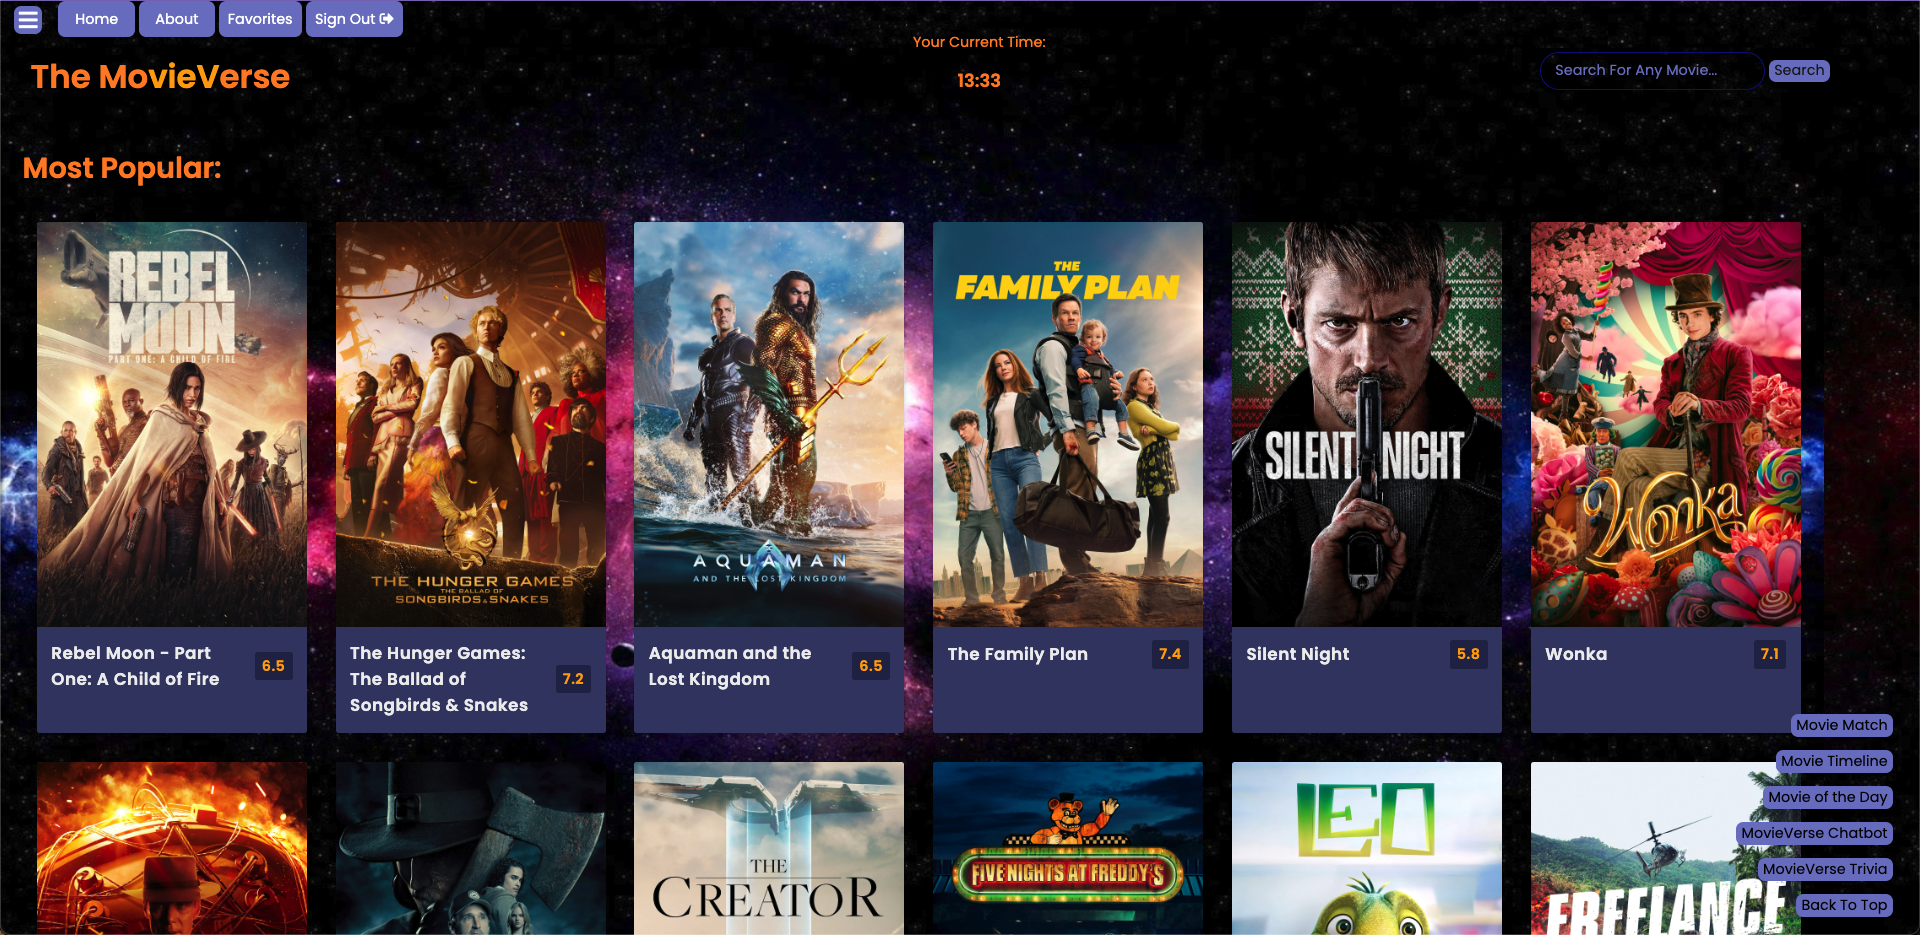 Home
About
Favorites
Sign Out
The MovieVerse
Your Current Time:
13:33
Search For Any Movie...
Search
Most Popular:
REBEL
MOON
PART ONE: A CHILD OF FIRE
THE HUNGER GAMES
THE BALLAD OF
SONGBIRDS & SNAKES
AQUAMAN
AND THE LOST KINGDOM
THE
FAMILY PLAN
SILENT NIGHT
Wonka
Rebel Moon - Part
One: A Child of Fire
6.5
The Hunger Games:
The Ballad of
Songbirds & Snakes
7.2
Aquaman and the
Lost Kingdom
6.5
The Family Plan
7.4
Silent Night
5.8
Wonka
7.1
THE
CREATOR
FIVE NIGHTS AT FREDDY'S
LEO
FREELANCE
Movie Match
Movie Timeline
Movie of the Day
MovieVerse Chatbot
MovieVerse Trivia
Back To Top